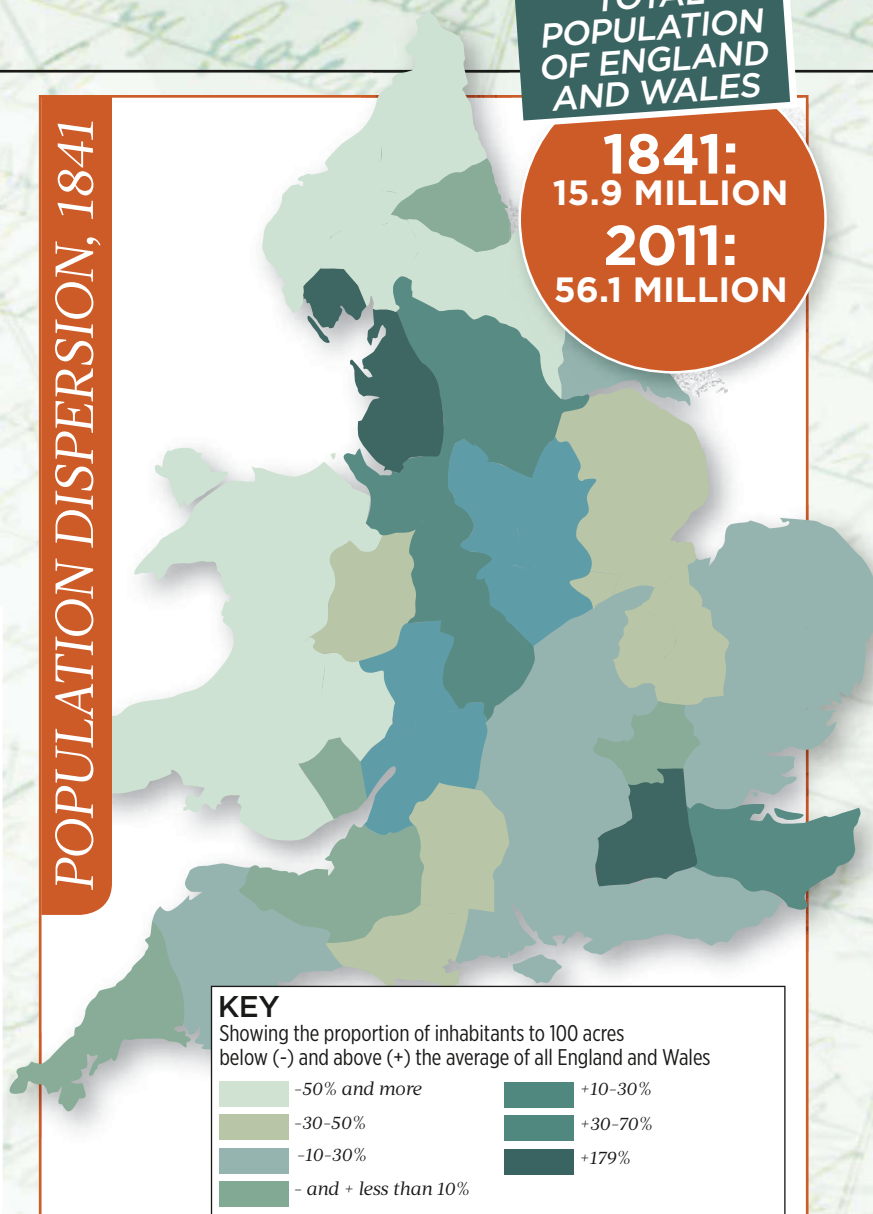 TOTAL
POPULATION
OF ENGLAND
AND WALES
1841:
15.9 MILLION
2011:
56.1 MILLION
POPULATION DISPERSION, 1841
KEY
Showing the proportion of inhabitants to 100 acres
below (-) and above (+) the average of all England and Wales
-50% and more
-30-50%
-10-30%
- and + less than 10%
+10-30%
+30-70%
+179%